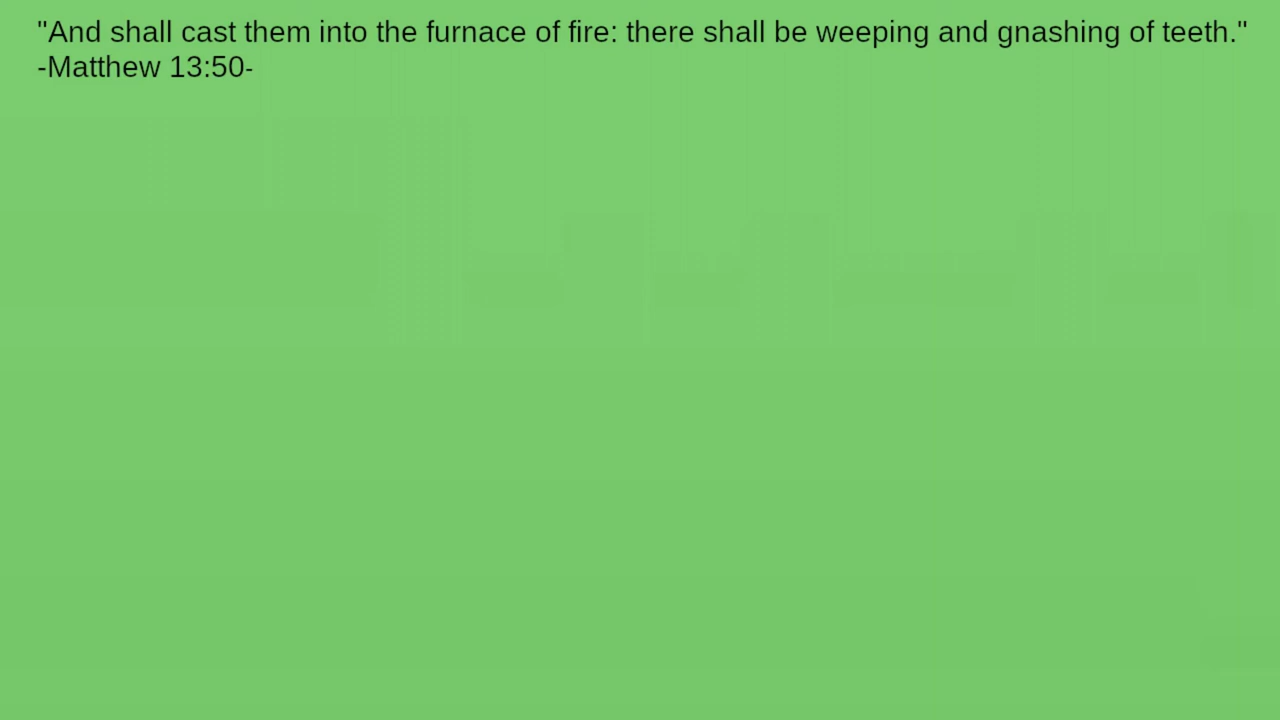 "And shall cast them into the furnace of fire: there shall be weeping and gnashing of teeth."
-Matthew 13:50-